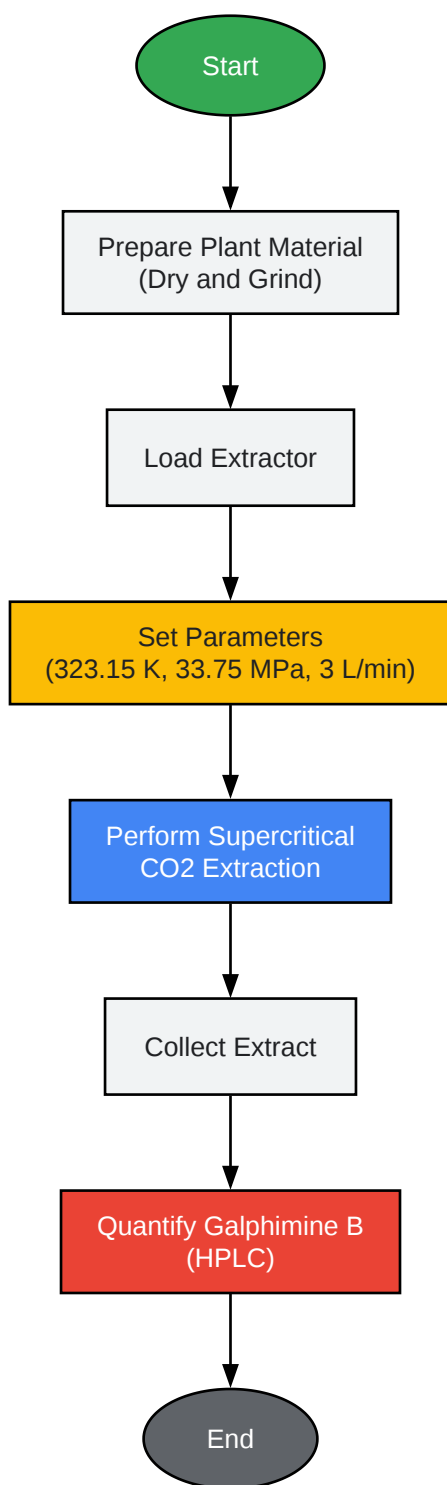 Start
Prepare Plant Material
(Dry and Grind)
Load Extractor
Set Parameters
(323.15 K, 33.75 MPa, 3 L/min)
Perform Supercritical
CO2 Extraction
Collect Extract
Quantify Galphimine B
(HPLC)
End